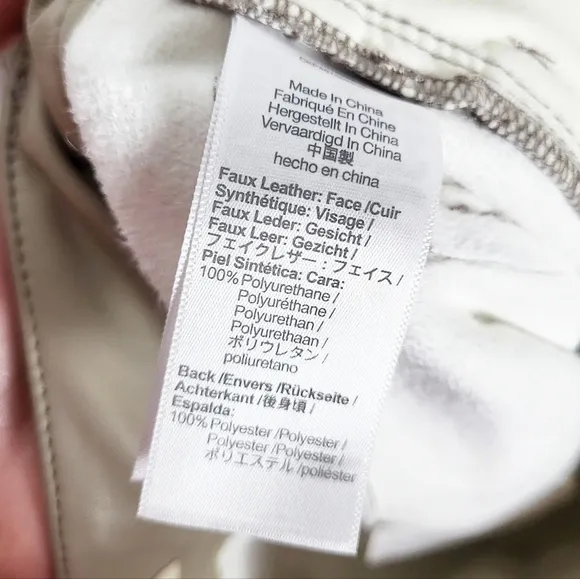 Made In China
Fabriqué En Chine
Hergestellt In China
Vervaardigd In China
中国製
hecho en china
Faux Leather: Face /Cuir
Synthétique: Visage /
Faux Leder: Gesicht /
Faux Leer: Gezicht /
フェイクレザー : フェイス /
Piel Sintética: Cara:
100% Polyurethane /
Polyuréthane /
Polyurethan /
Polyurethaan /
ポリウレタン /
poliuretano
Back /Envers /Rückseite /
Achterkant /後身頃 /
Espalda:
100% Polyester /Polyester /
Polyester /Polyester /
ポリエステル /poliéster